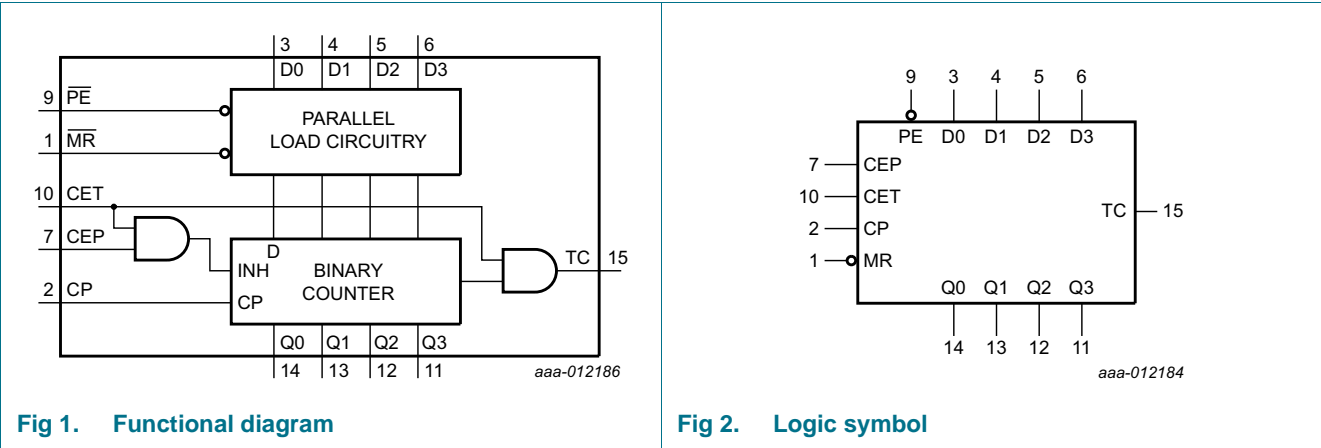 3 4 5 6
D0 D1 D2 D3
9 PE
PARALLEL
LOAD CIRCUITRY
1 MR
10 CET
7 CEP
D
INH
BINARY
COUNTER
TC 15
2 CP
CP
Q0 Q1 Q2 Q3
14 13 12 11
aaa-012186
Fig 1. Functional diagram
9 3 4 5 6
PE D0 D1 D2 D3
7 CEP
10 CET
TC 15
2 CP
1 MR
Q0 Q1 Q2 Q3
14 13 12 11
aaa-012184
Fig 2. Logic symbol